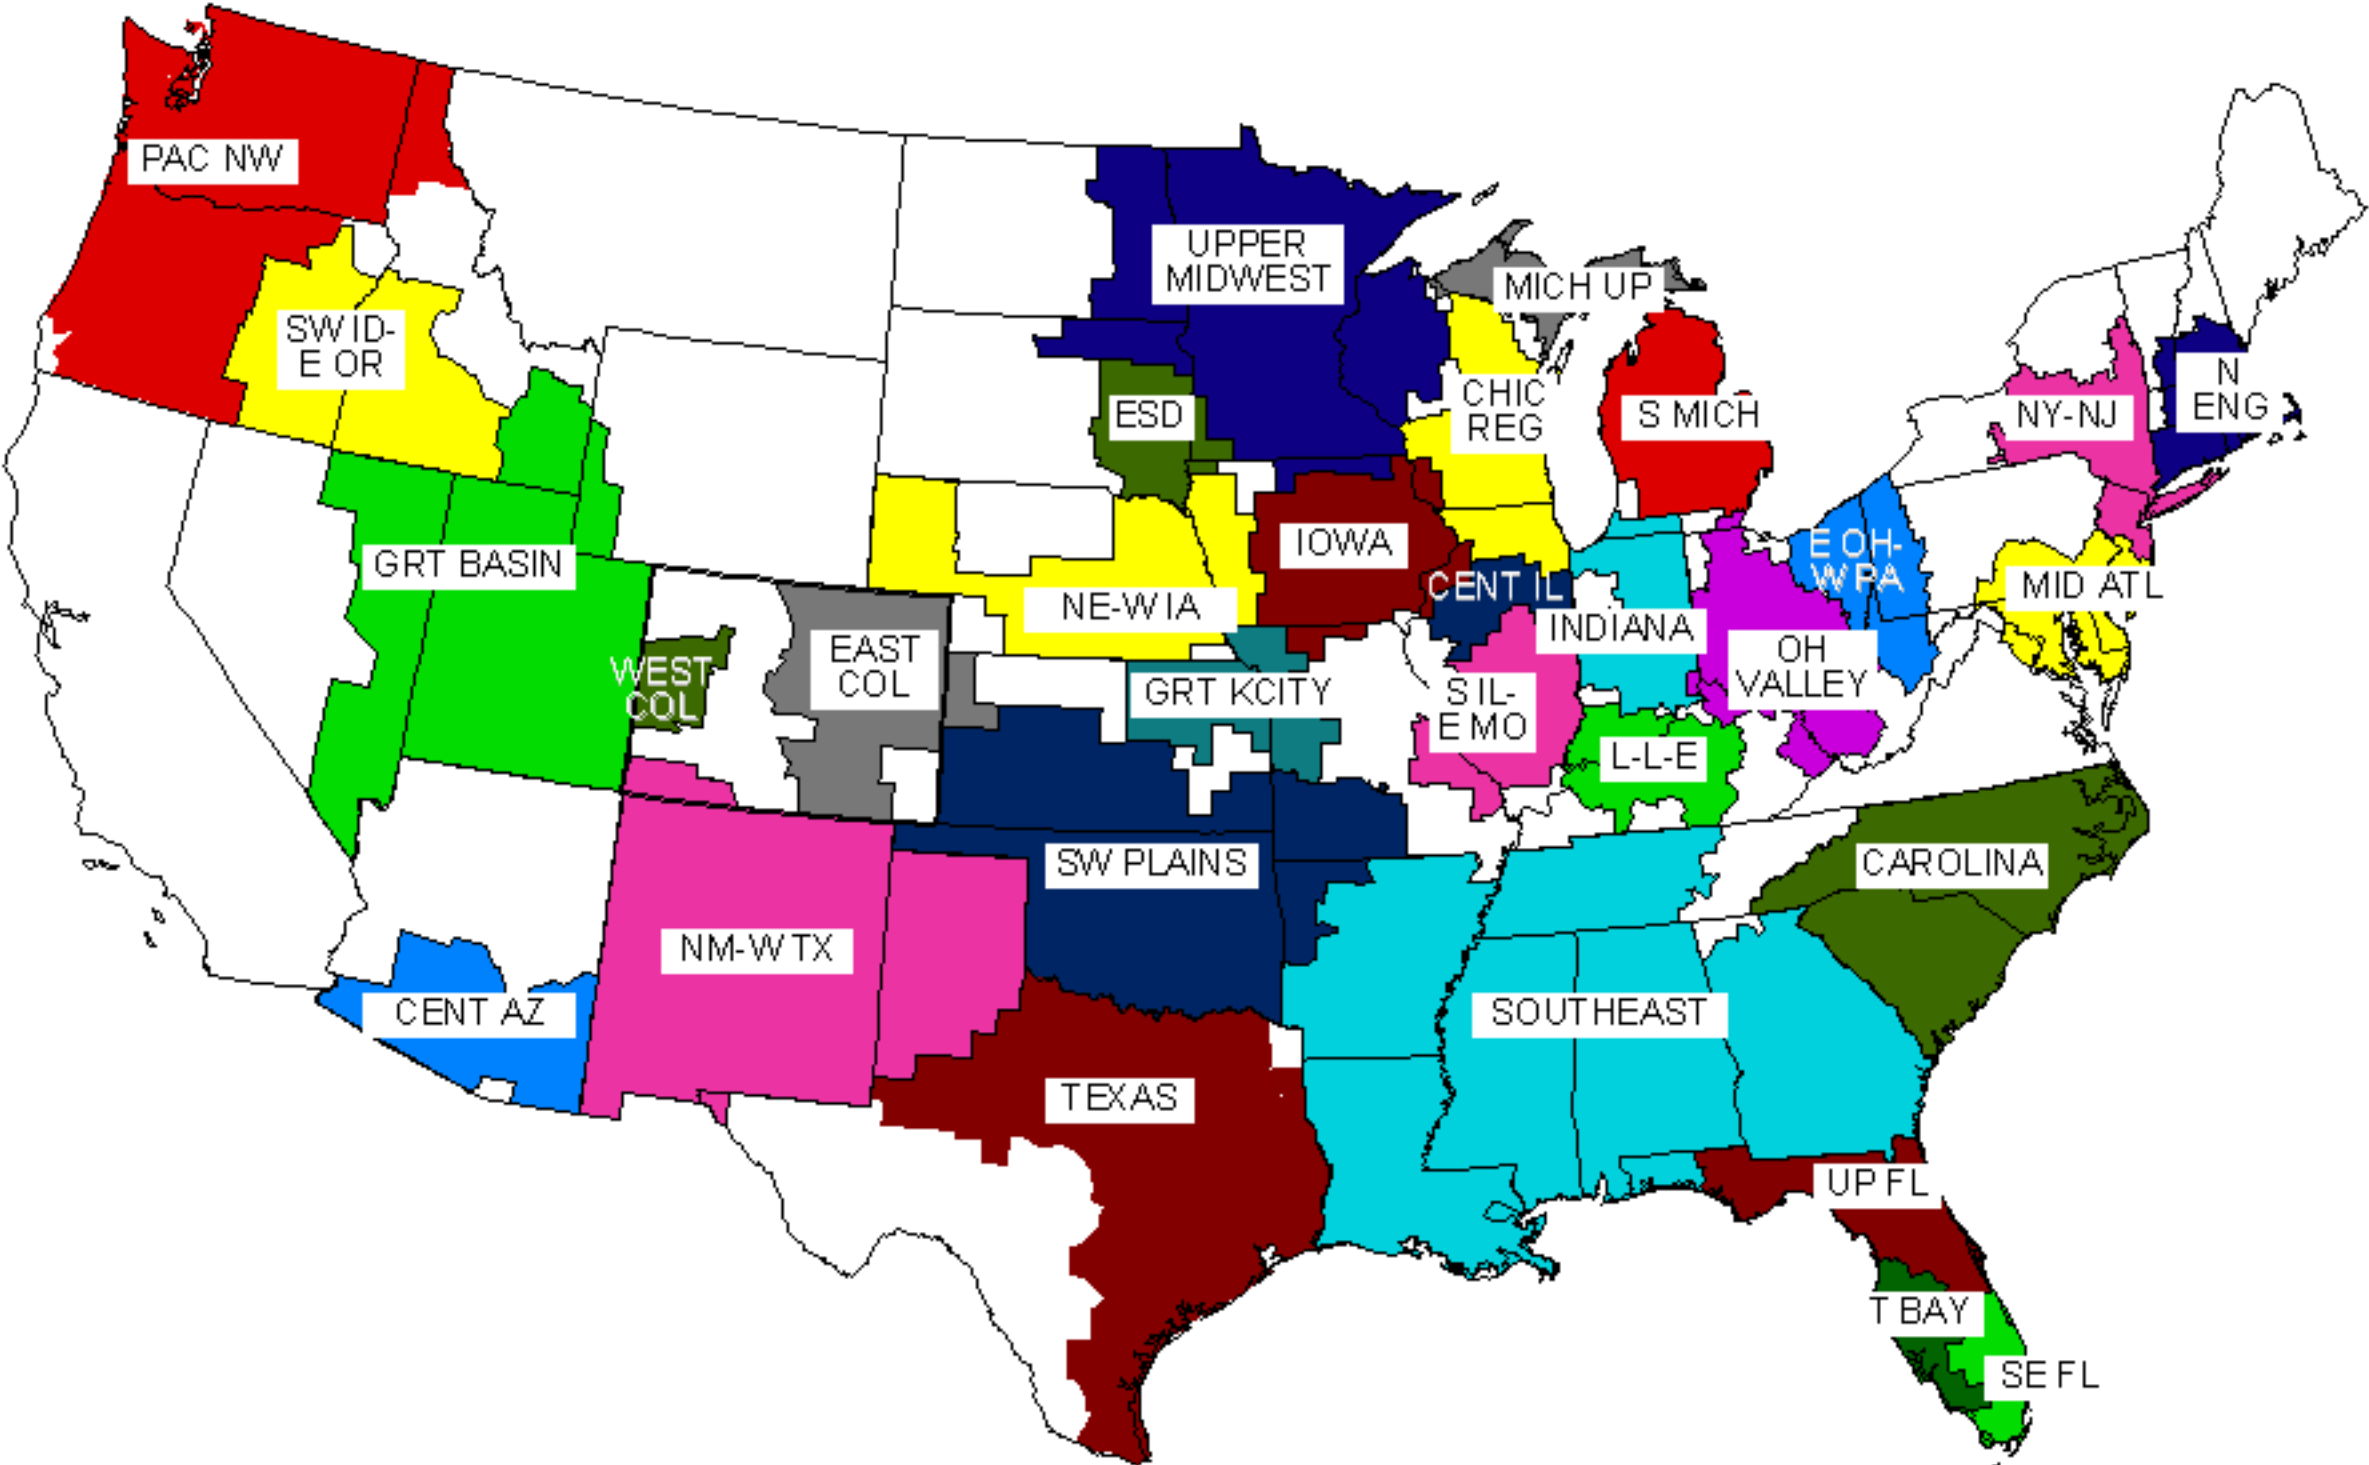 PAC NW
UPPER
MIDWEST
MICH UP
SW ID-
E OR
CHIC
REG
ESD
S MICH
NY-NJ
N
ENG
GRT BASIN
IOWA
E OH-
W PA
CENT IL
MID ATL
NE-W IA
INDIANA
EAST
COL
WEST
COL
GRT KCITY
S IL-
E MO
OH
VALLEY
L-L-E
SW PLAINS
CAROLINA
NM-W TX
CENT AZ
SOUTHEAST
TEXAS
UP FL
T BAY
SE FL